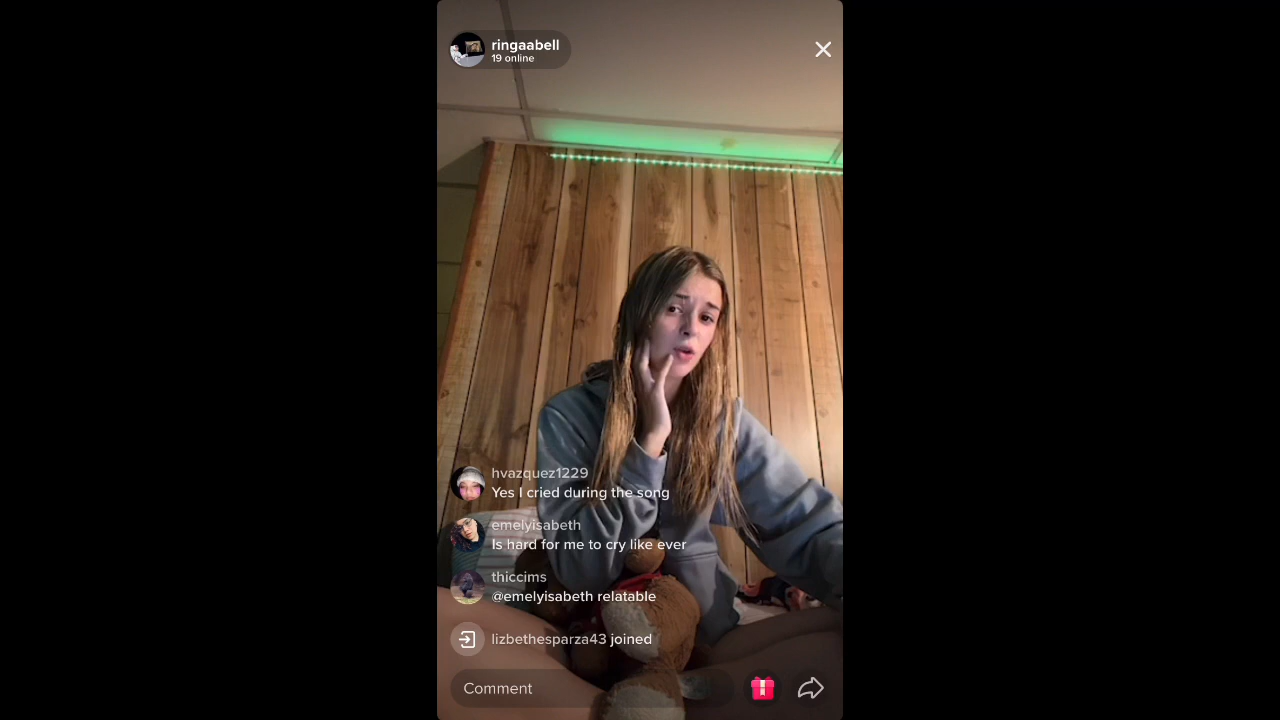 ringaabell
19 online
hvazquez1229
Yes I cried during the song
emelyisabeth
Is hard for me to cry like ever
thiccims
@emelyisabeth relatable
lizbethesparza43 joined
Comment